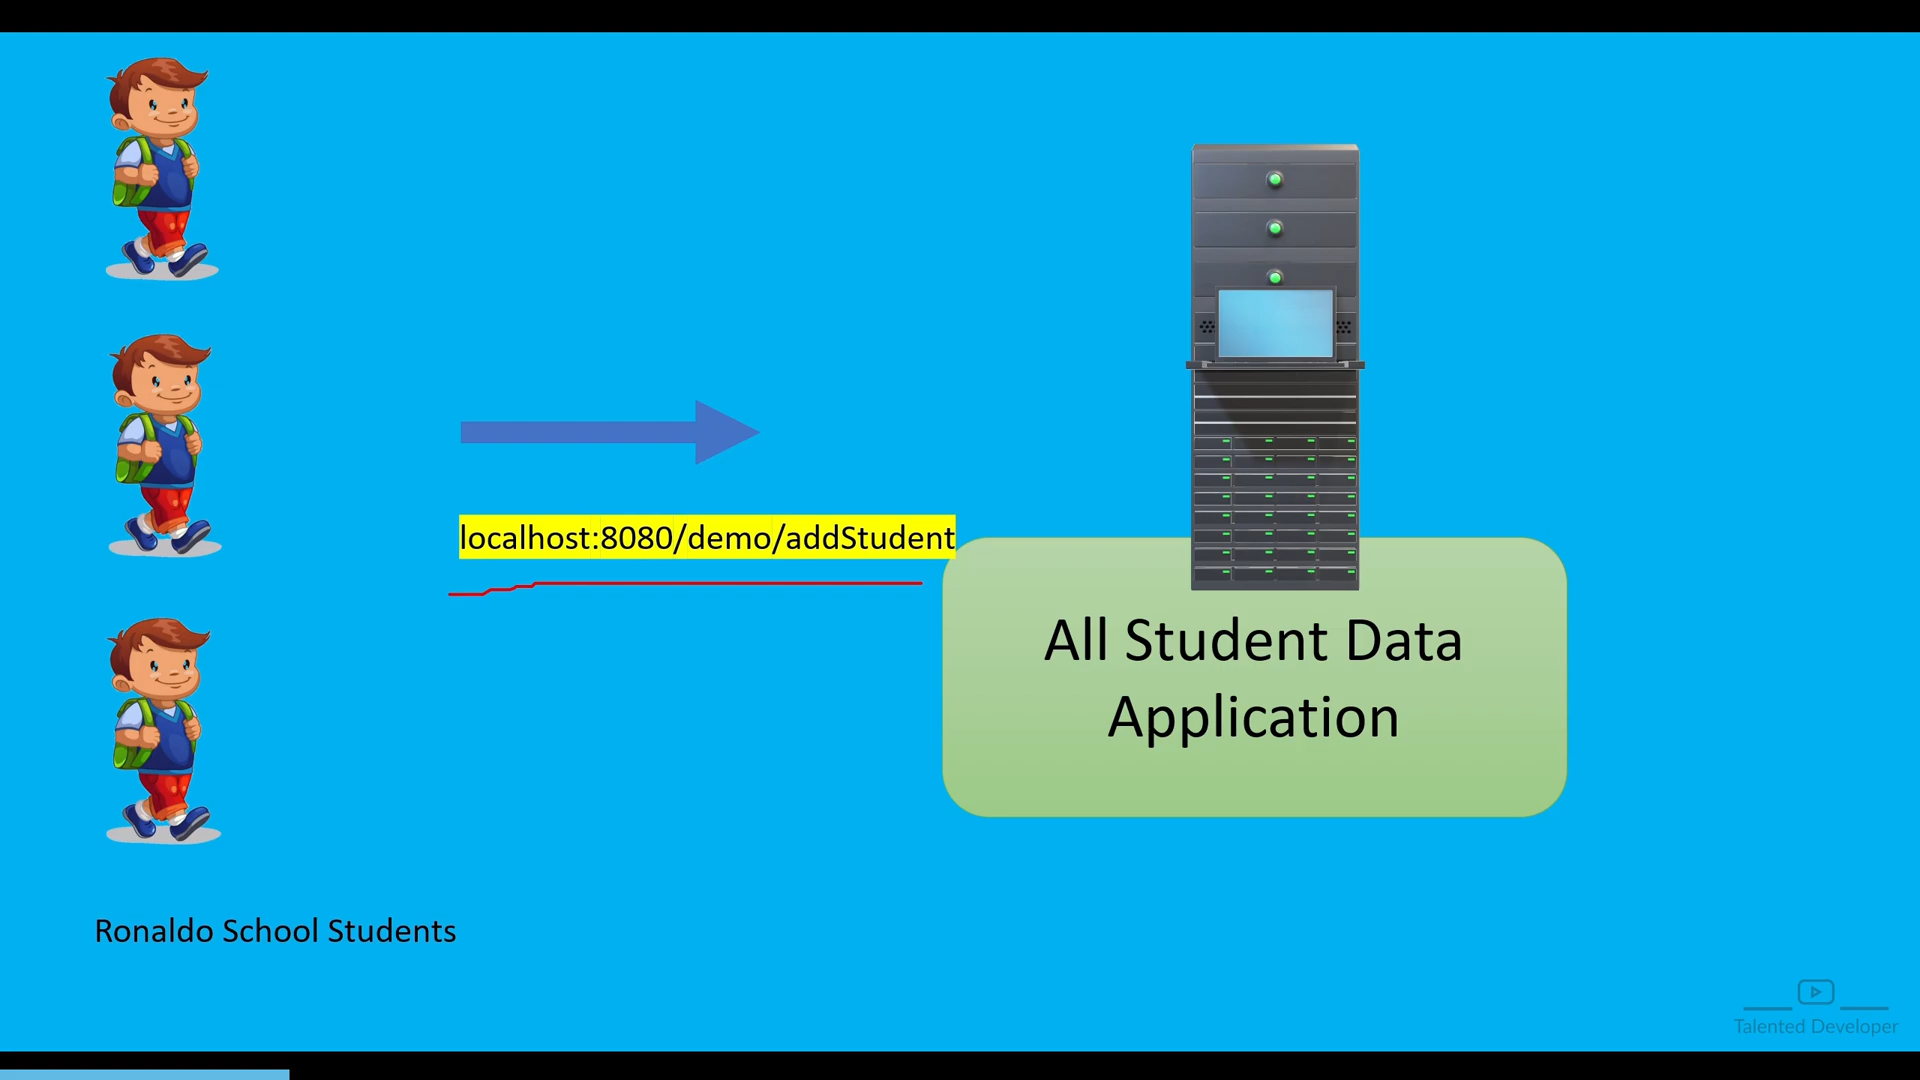 localhost:8080/demo/addStudent
All Student Data
Application
Ronaldo School Students
Talented Developer